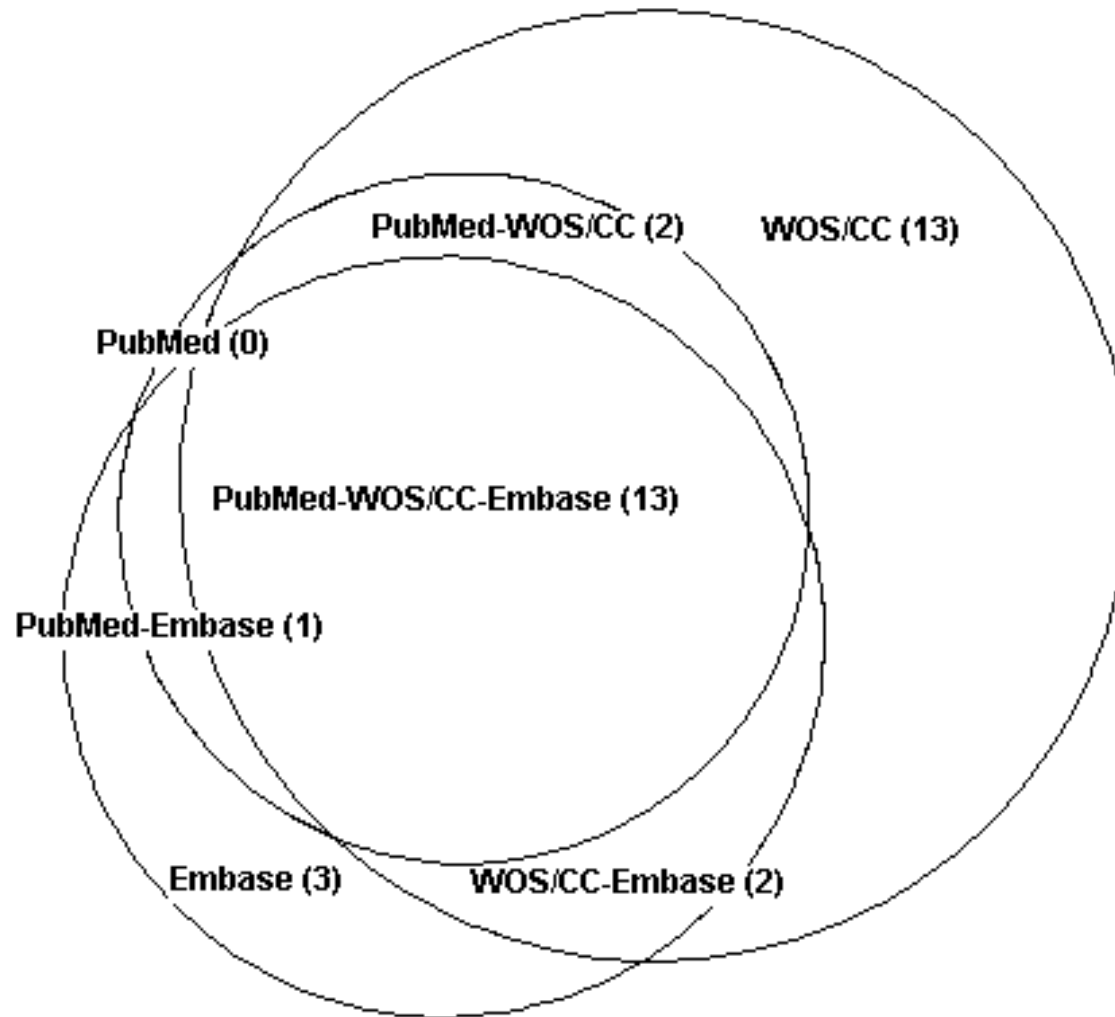 PubMed-WOS/CC (2)
WOS/CC (13)
PubMed (0)
PubMed-WOS/CC-Embase (13)
PubMed-Embase (1)
Embase (3)
WOS/CC-Embase (2)